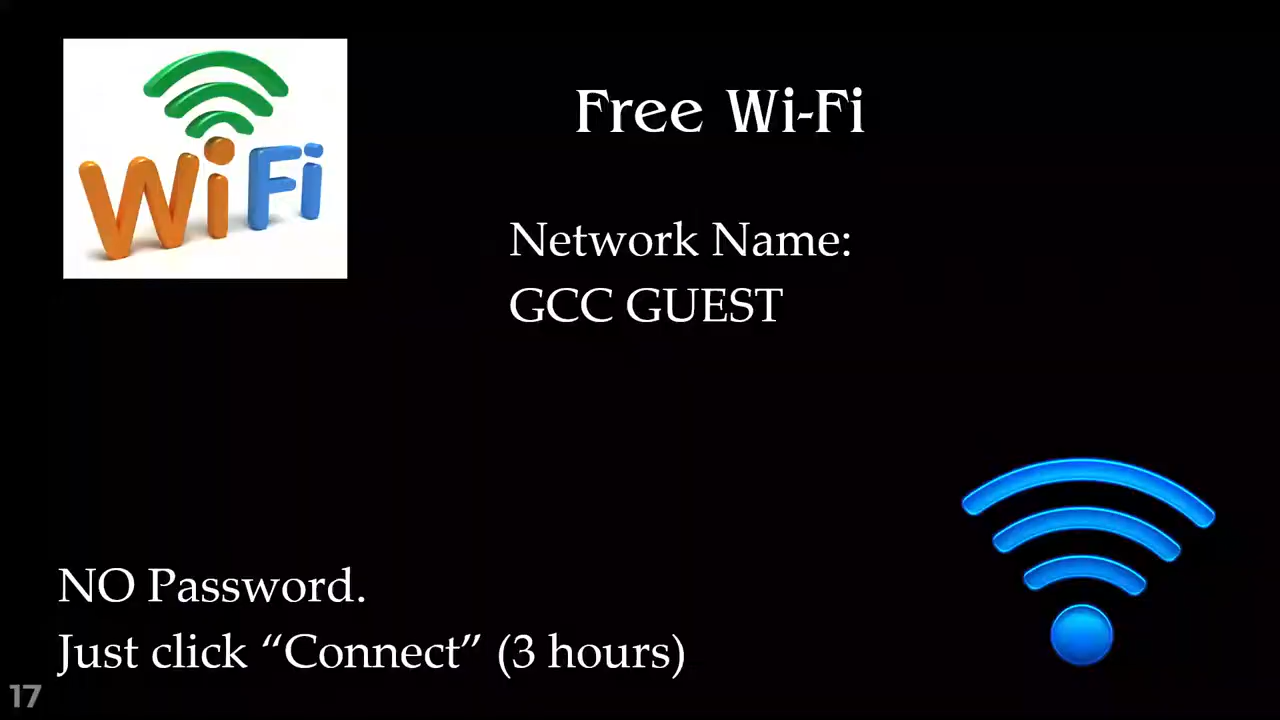 WiFi
Free Wi-Fi
Network Name:
GCC GUEST
NO Password.
Just click “Connect” (3 hours)
17